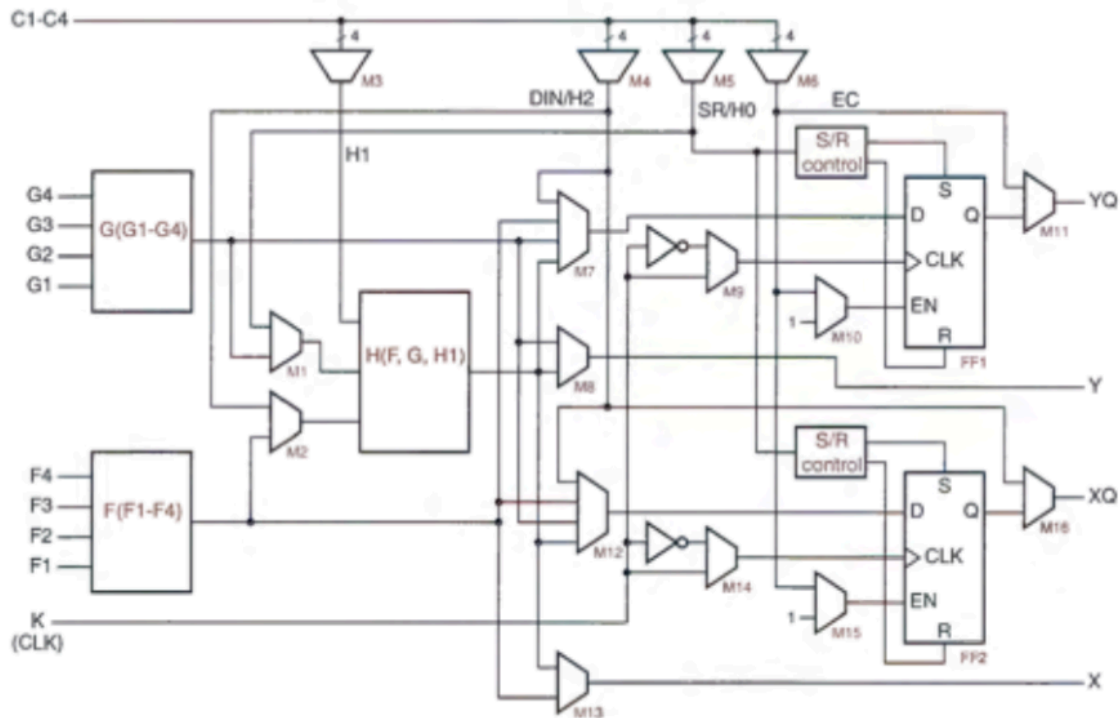 C1-C4
4
4
4
4
M3
M4
M5
M6
DIN/H2
SR/H0
EC
H1
S/R
control
G4
G3
G2
G1
G(G1-G4)
M7
M9
S
D
Q
CLK
EN
R
FF1
M11
YQ
1
M10
M1
H(F, G, H1)
M8
Y
M2
F4
F3
F2
F1
F(F1-F4)
S/R
control
M12
M14
S
D
Q
CLK
EN
R
FF2
M16
XQ
1
M15
K
(CLK)
M13
X